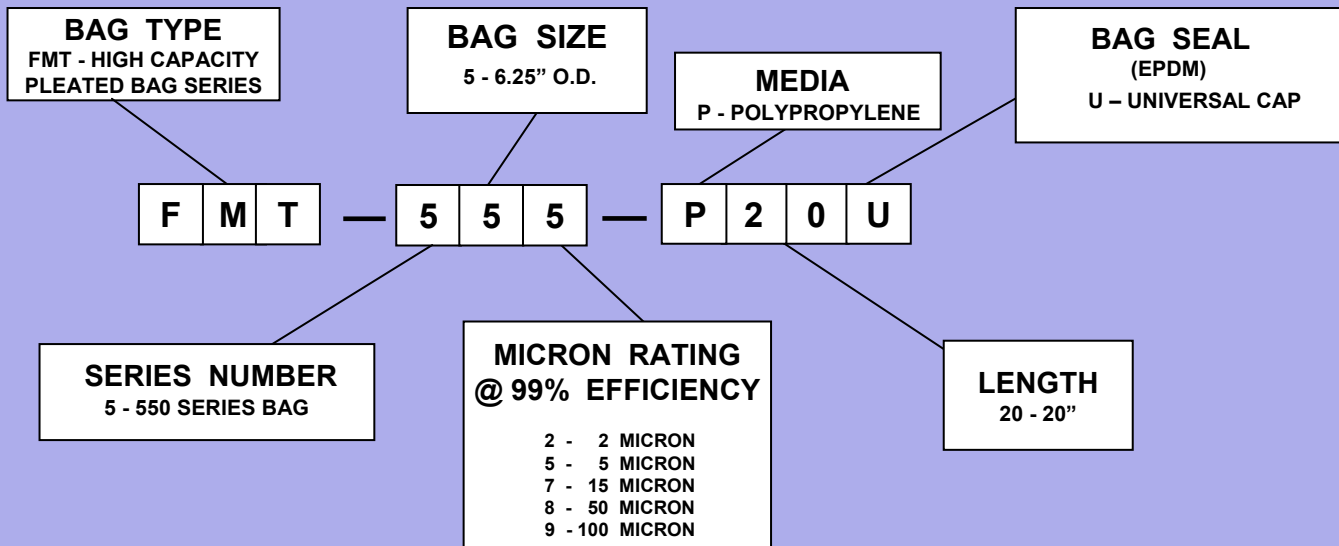 BAG TYPE
FMT - HIGH CAPACITY
PLEATED BAG SERIES
BAG SIZE
5 - 6.25” O.D.
MEDIA
P - POLYPROPYLENE
BAG SEAL
(EPDM)
U – UNIVERSAL CAP
F M T — 5 5 5 — P 2 0 U
SERIES NUMBER
5 - 550 SERIES BAG
MICRON RATING
@ 99% EFFICIENCY
2 - 2 MICRON
5 - 5 MICRON
7 - 15 MICRON
8 - 50 MICRON
9 - 100 MICRON
LENGTH
20 - 20”